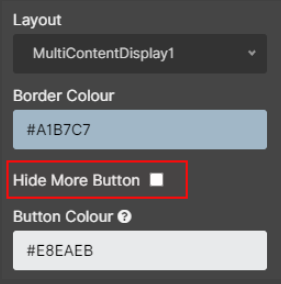 Layout
MultiContentDisplay1
Border Colour
#A1B7C7
Hide More Button
Button Colour ?
#E8EAEB